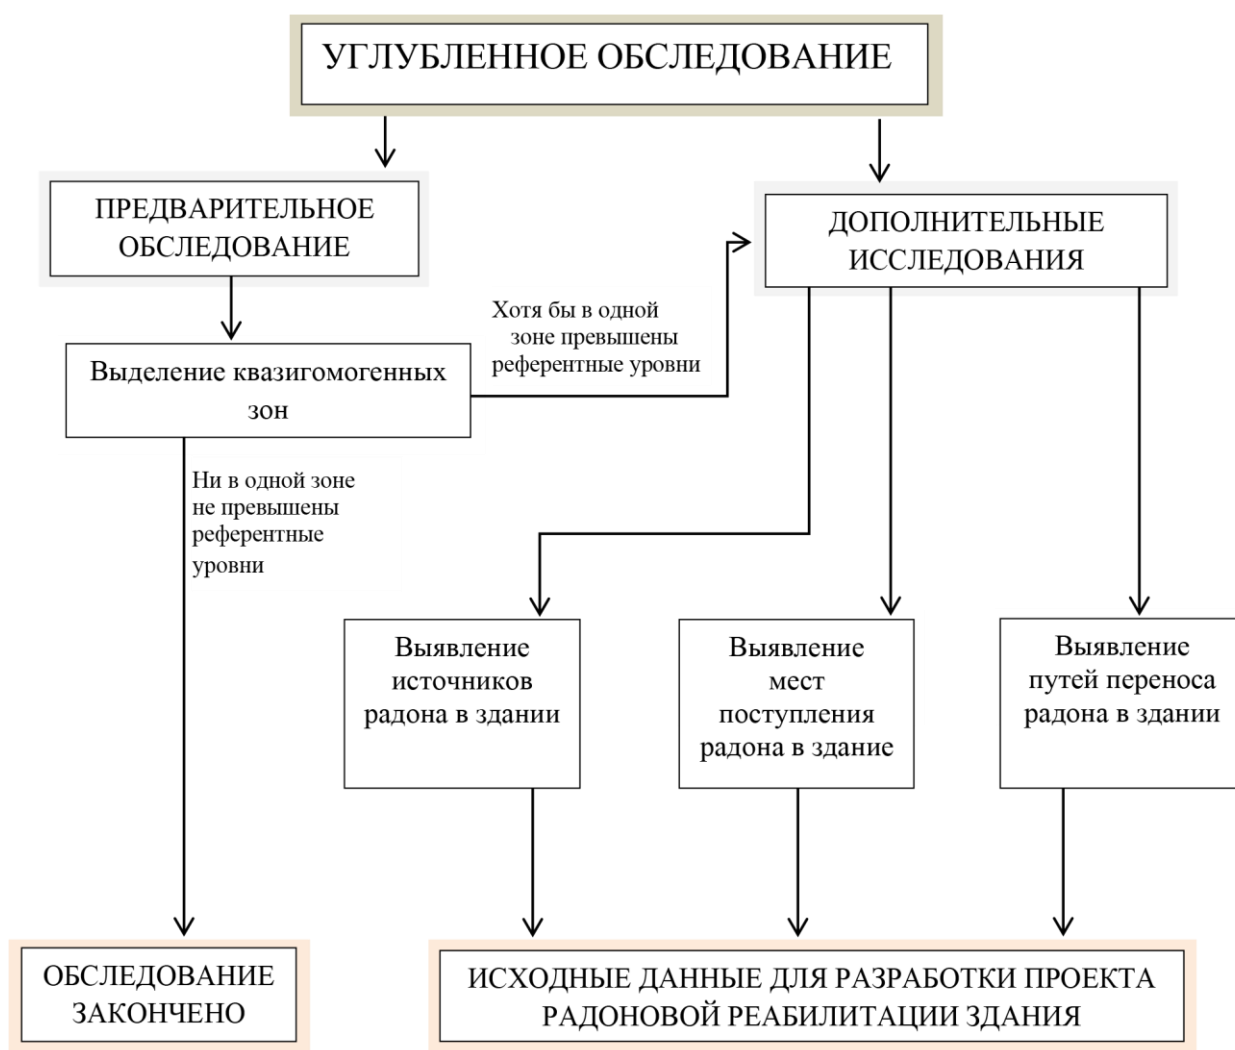 УГЛУБЛЕННОЕ ОБСЛЕДОВАНИЕ
ПРЕДВАРИТЕЛЬНОЕ
ОБСЛЕДОВАНИЕ
ДОПОЛНИТЕЛЬНЫЕ
ИССЛЕДОВАНИЯ
Хотя бы в одной
зоне превышены
референтные уровни
Выделение квазигомогенных
зон
Ни в одной зоне
не превышены
референтные
уровни
Выявление
источников
радона в здании
Выявление
мест
поступления
радона в здание
Выявление
путей переноса
радона в здании
ОБСЛЕДОВАНИЕ
ЗАКОНЧЕНО
ИСХОДНЫЕ ДАННЫЕ ДЛЯ РАЗРАБОТКИ ПРОЕКТА
РАДОНОВОЙ РЕАБИЛИТАЦИИ ЗДАНИЯ